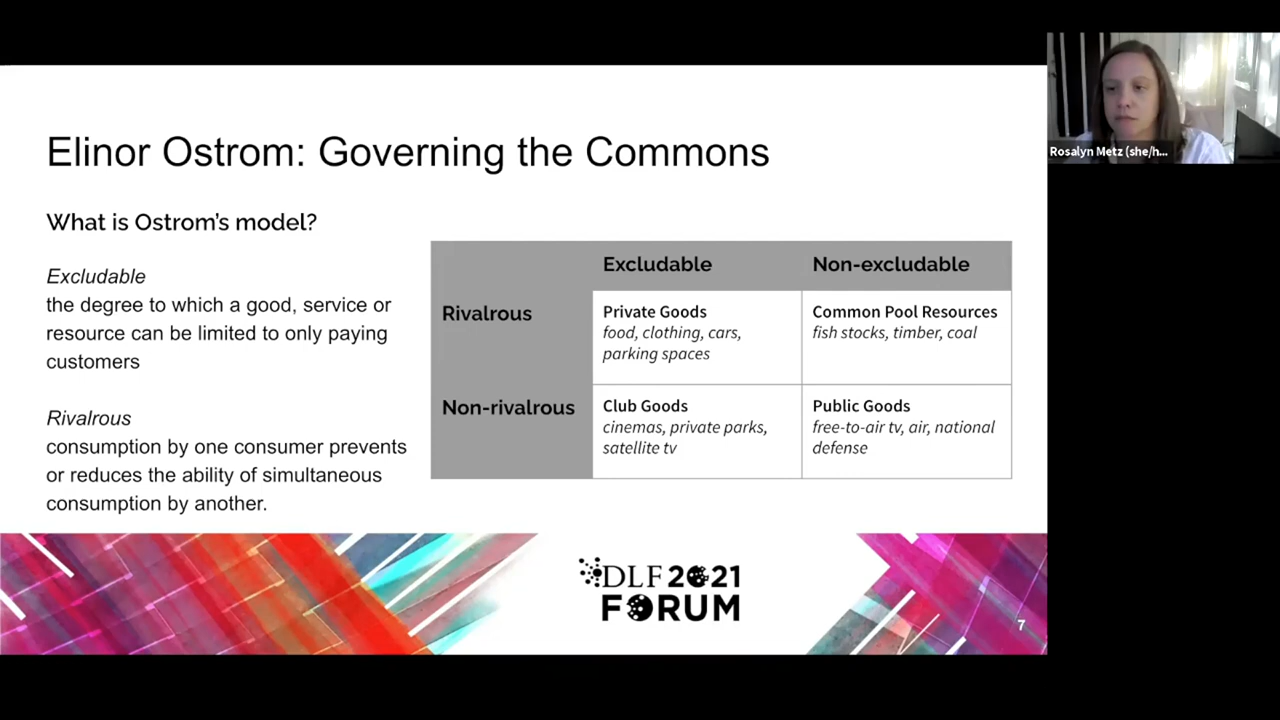 Elinor Ostrom: Governing the Commons
What is Ostrom's model?
Excludable
the degree to which a good, service or
resource can be limited to only paying
customers
Rivalrous
consumption by one consumer prevents
or reduces the ability of simultaneous
consumption by another.
Excludable
Non-excludable
Rivalrous
Private Goods
food, clothing, cars,
parking spaces
Common Pool Resources
fish stocks, timber, coal
Non-rivalrous
Club Goods
cinemas, private parks,
satellite tv
Public Goods
free-to-air tv, air, national
defense
DLF 2021
FORUM
7
Rosalyn Metz (she/h...